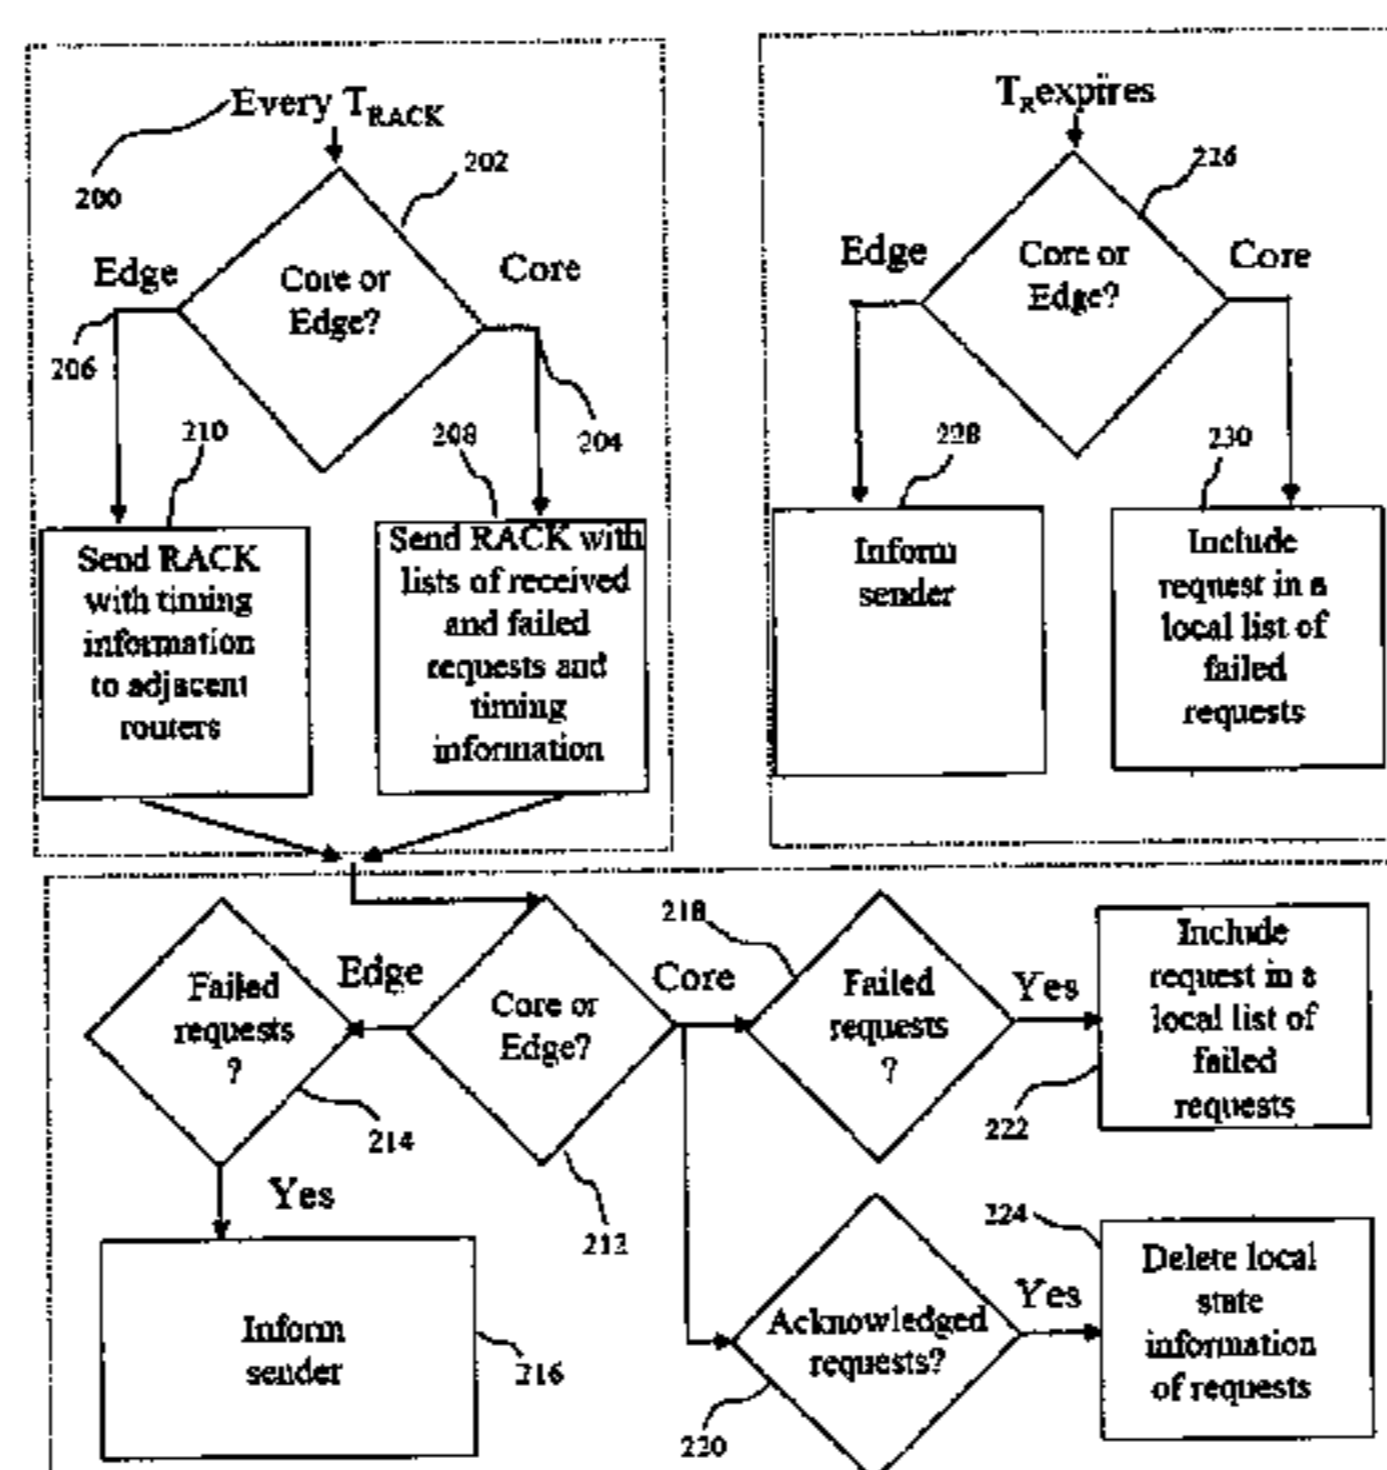 Every T_RACK
200
202
Edge
Core or
Edge?
Core
206
204
210
208
Send RACK
with timing
information
to adjacent
routers
Send RACK with
lists of received
and failed
requests and
timing
information
T_R expires
226
Edge
Core or
Edge?
Core
228
230
Inform
sender
Include
request in a
local list of
failed
requests
Failed
requests
?
Edge
Core or
Edge?
Core
218
Failed
requests
?
Yes
Include
request in a
local list of
failed
requests
222
214
212
Yes
Inform
sender
216
Acknowledged
requests?
220
Yes
224
Delete local
state
information
of requests